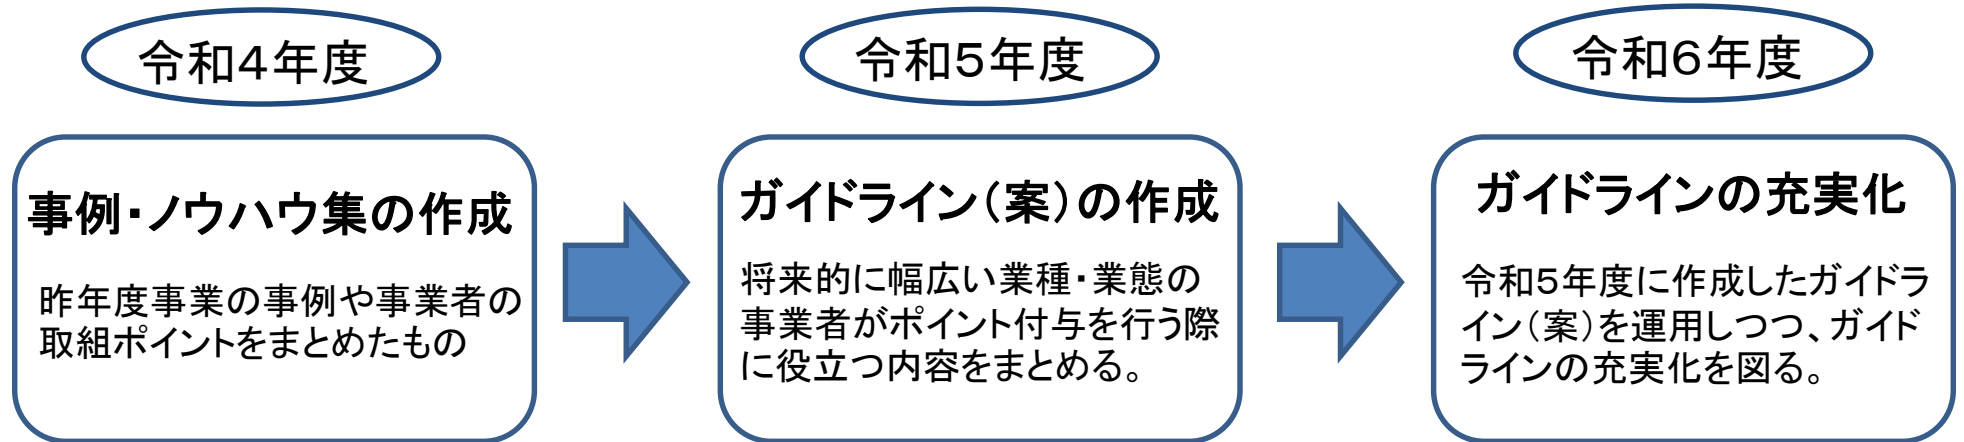 令和4年度
事例・ノウハウ集の作成
昨年度事業の事例や事業者の
取組ポイントをまとめたもの
令和5年度
ガイドライン(案)の作成
将来的に幅広い業種・業態の
事業者がポイント付与を行う際
に役立つ内容をまとめる。
令和6年度
ガイドラインの充実化
令和5年度に作成したガイドラ
イン(案)を運用しつつ、ガイド
ラインの充実化を図る。